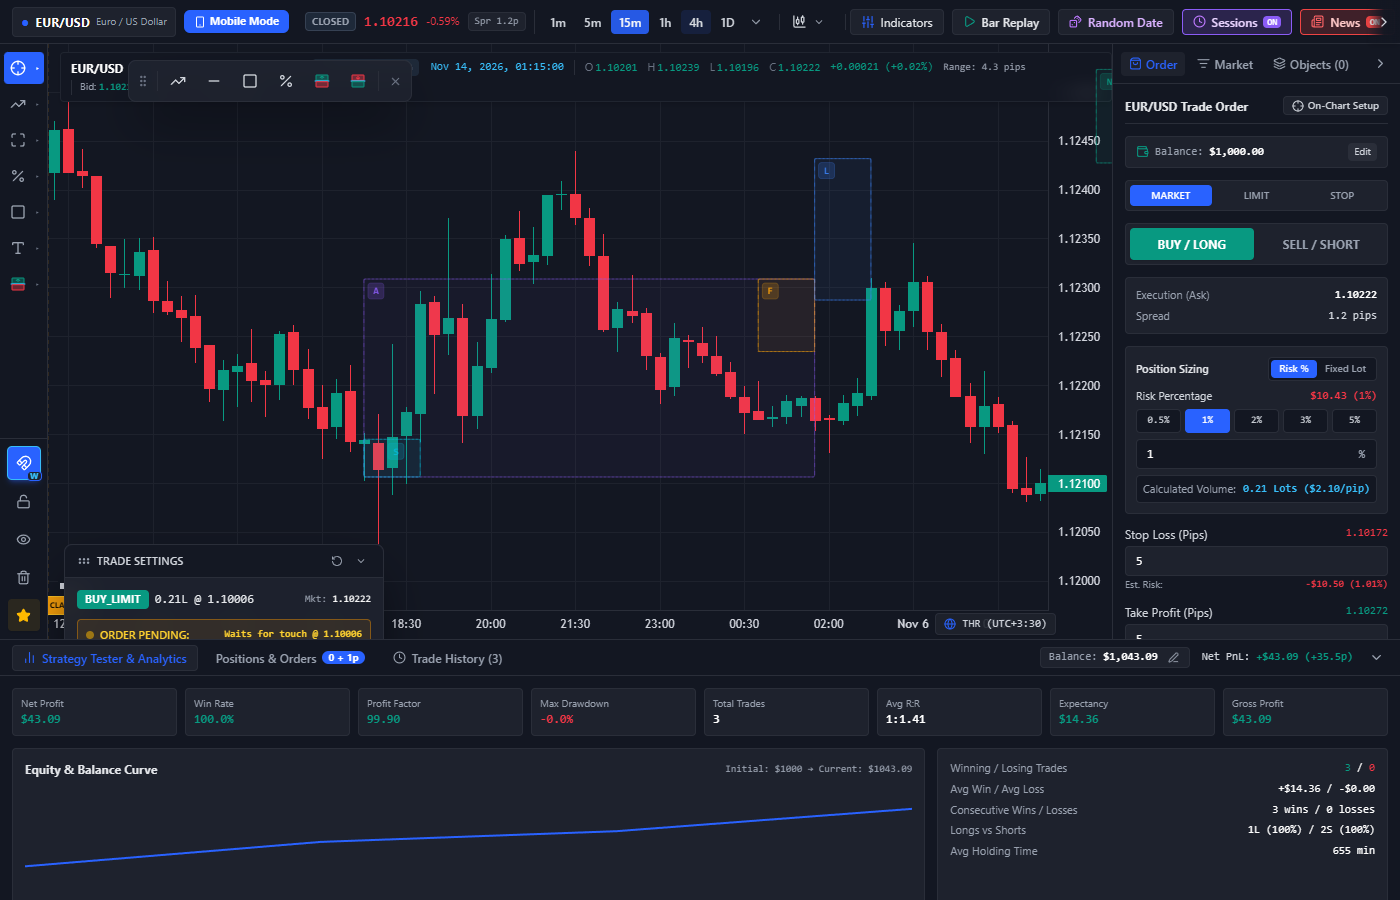 EUR/USD Euro / US Dollar
Mobile Mode
CLOSED 1.10216 -0.59% Spr 1.2p
1m 5m 15m 1h 4h 1D
Indicators
Bar Replay
Random Date
Sessions ON
News
EUR/USD
Nov 14, 2026, 01:15:00 O 1.10201 H 1.10239 L 1.10196 C 1.10222 +0.00021 (+0.02%) Range: 4.3 pips
Bid:
1.12450
1.12400
1.12350
1.12300
1.12250
1.12200
1.12150
1.12100
1.12050
1.12000
A
S
F
L
N
18:30 20:00 21:30 23:00 00:30 02:00 Nov 6 THR (UTC+3:30)
TRADE SETTINGS
BUY_LIMIT 0.21L @ 1.10006 Mkt: 1.10222
ORDER PENDING: Waits for touch @ 1.10006
W
Order Market Objects (0)
EUR/USD Trade Order On-Chart Setup
Balance: $1,000.00 Edit
MARKET LIMIT STOP
BUY / LONG SELL / SHORT
Execution (Ask) 1.10222
Spread 1.2 pips
Position Sizing Risk % Fixed Lot
Risk Percentage $10.43 (1%)
0.5% 1% 2% 3% 5%
1 %
Calculated Volume: 0.21 Lots ($2.10/pip)
Stop Loss (Pips) 1.10172
5
Est. Risk: -$10.50 (1.01%)
Take Profit (Pips) 1.10272
5
Strategy Tester & Analytics Positions & Orders 0 + 1p Trade History (3)
Balance: $1,043.09 Net PnL: +$43.09 (+35.5p)
Net Profit
$43.09
Win Rate
100.0%
Profit Factor
99.90
Max Drawdown
-0.0%
Total Trades
3
Avg R:R
1:1.41
Expectancy
$14.36
Gross Profit
$43.09
Equity & Balance Curve Initial: $1000 → Current: $1043.09
Winning / Losing Trades 3 / 0
Avg Win / Avg Loss +$14.36 / -$0.00
Consecutive Wins / Losses 3 wins / 0 losses
Longs vs Shorts 1L (100%) / 2S (100%)
Avg Holding Time 655 min